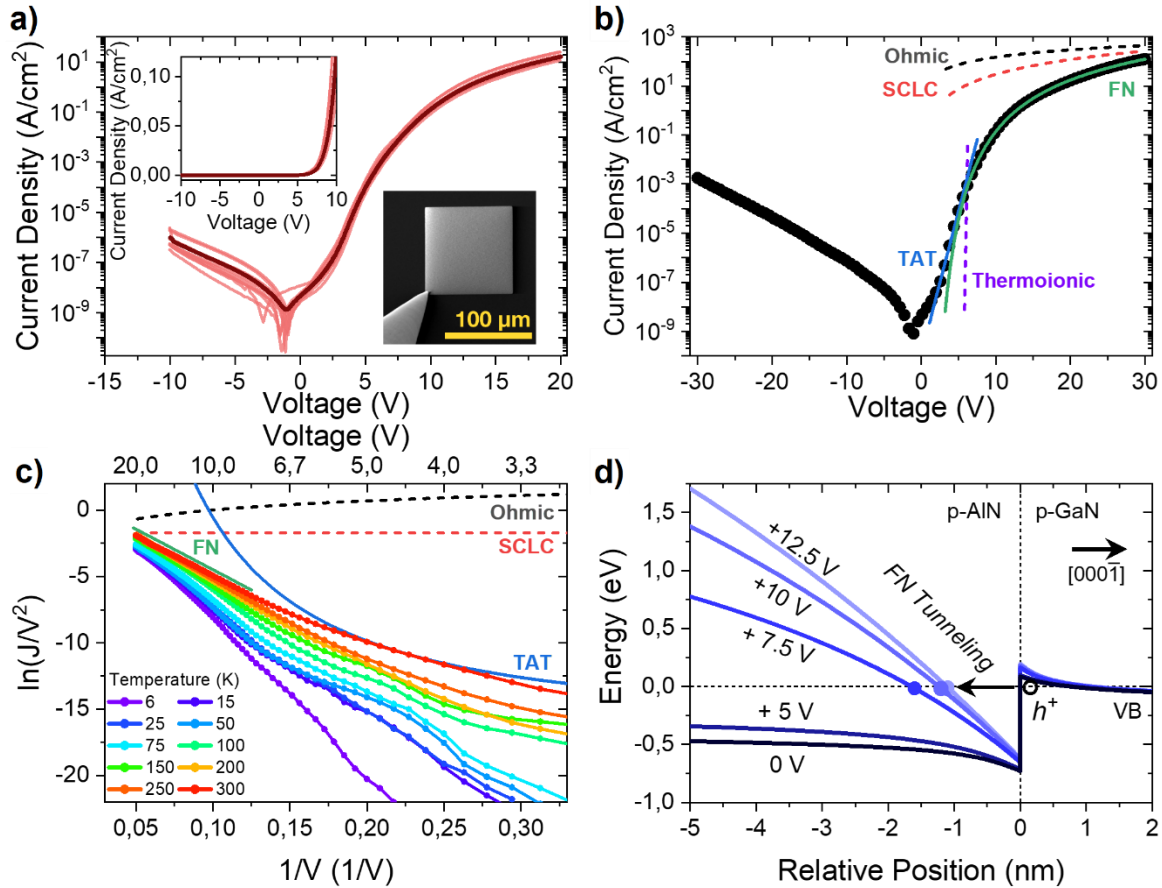 a)
Current Density (A/cm²)
10¹
10⁻¹
10⁻³
10⁻⁵
10⁻⁷
10⁻⁹
-15 -10 -5 0 5 10 15 20
Voltage (V)
Current Density (A/cm²)
0,10
0,05
0,00
-10 -5 0 5 10
Voltage (V)
100 µm
b)
Current Density (A/cm²)
10³
10¹
10⁻¹
10⁻³
10⁻⁵
10⁻⁷
10⁻⁹
Ohmic
SCLC
FN
TAT
Thermoionic
-30 -20 -10 0 10 20 30
Voltage (V)
c)
Voltage (V)
20,0 10,0 6,7 5,0 4,0 3,3
ln(J/V²)
0
-5
-10
-15
-20
Ohmic
FN
SCLC
TAT
Temperature (K)
6 15
25 50
75 100
150 200
250 300
0,05 0,10 0,15 0,20 0,25 0,30
1/V (1/V)
d)
Energy (eV)
1,5
1,0
0,5
0,0
-0,5
-1,0
p-AlN p-GaN
[0001̄]
+12.5 V
+10 V
+ 7.5 V
FN Tunneling
h⁺
VB
+ 5 V
0 V
-5 -4 -3 -2 -1 0 1 2
Relative Position (nm)